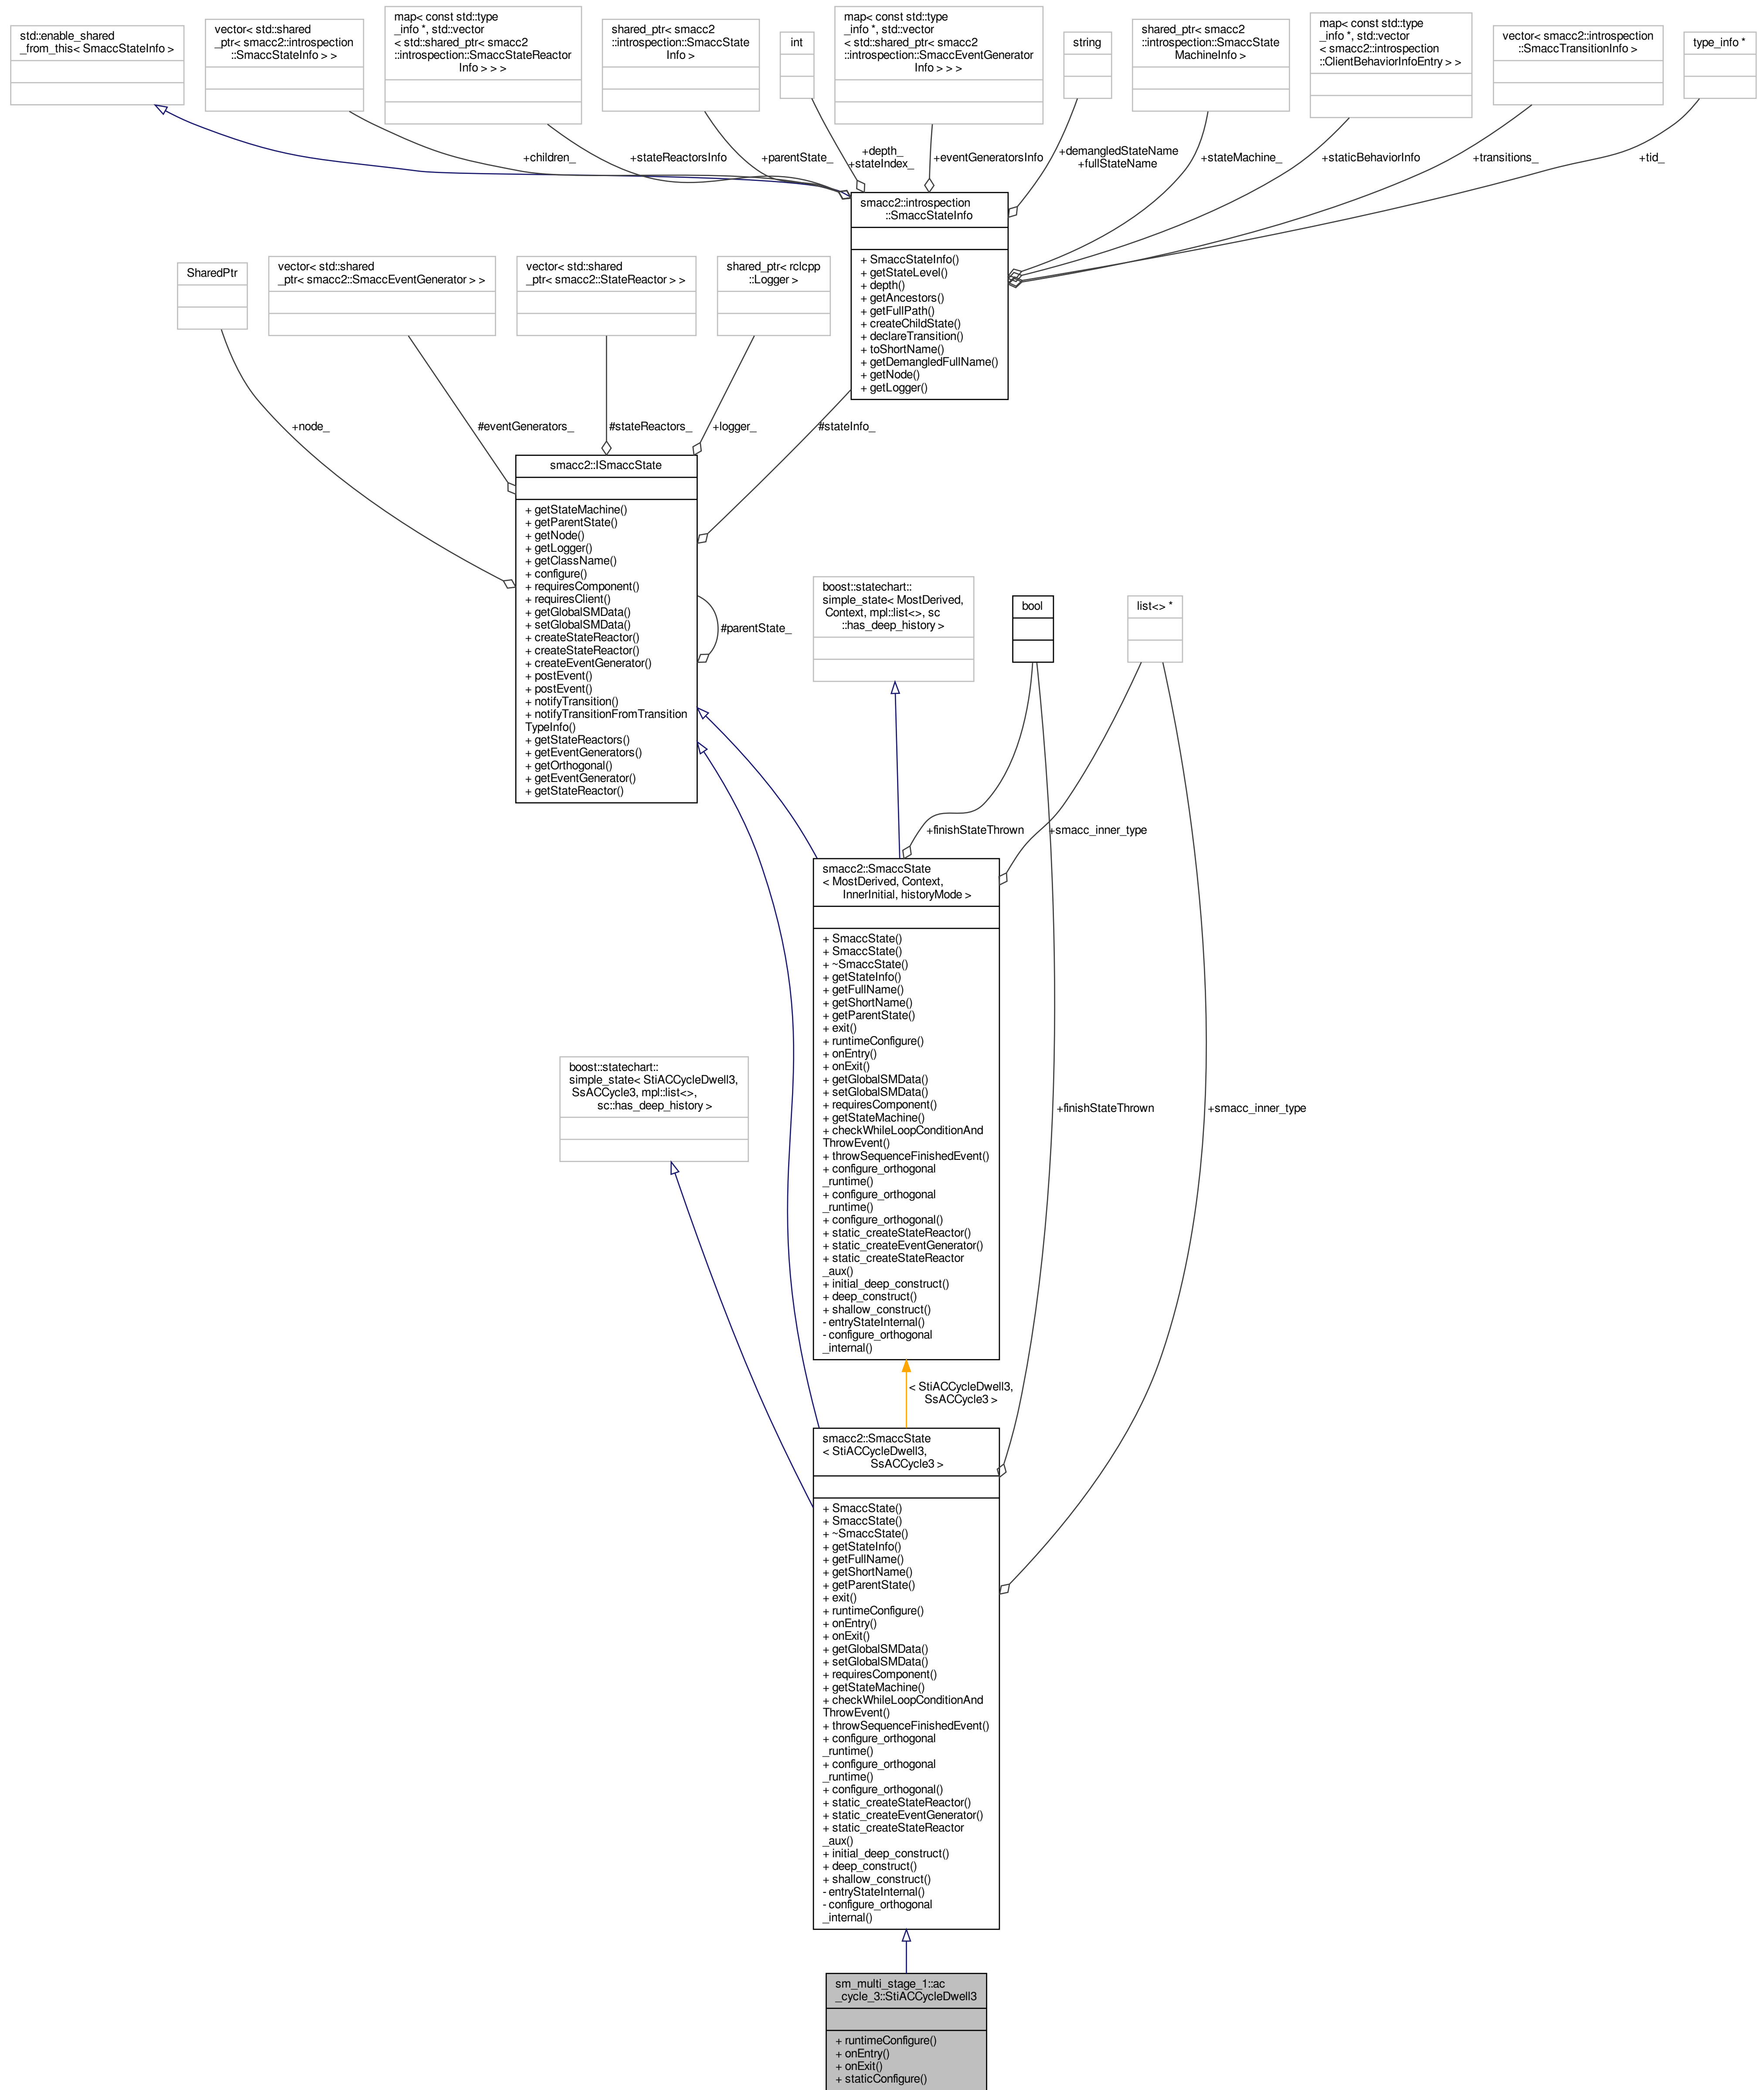 std::enable_shared
_from_this< SmaccStateInfo >
vector< std::shared
_ptr< smacc2::introspection
::SmaccStateInfo > >
map< const std::type
_info *, std::vector
< std::shared_ptr< smacc2
::introspection::SmaccStateReactor
Info > > >
shared_ptr< smacc2
::introspection::SmaccState
Info >
int
map< const std::type
_info *, std::vector
< std::shared_ptr< smacc2
::introspection::SmaccEventGenerator
Info > > >
string
shared_ptr< smacc2
::introspection::SmaccState
MachineInfo >
map< const std::type
_info *, std::vector
< smacc2::introspection
::ClientBehaviorInfoEntry > >
vector< smacc2::introspection
::SmaccTransitionInfo >
type_info *
+children_
+stateReactorsInfo
+parentState_
+depth_
+stateIndex_
+eventGeneratorsInfo
+demangledStateName
+fullStateName
+stateMachine_
+staticBehaviorInfo
+transitions_
+tid_
smacc2::introspection
::SmaccStateInfo
+ SmaccStateInfo()
+ getStateLevel()
+ depth()
+ getAncestors()
+ getFullPath()
+ createChildState()
+ declareTransition()
+ toShortName()
+ getDemangledFullName()
+ getNode()
+ getLogger()
SharedPtr
vector< std::shared
_ptr< smacc2::SmaccEventGenerator > >
vector< std::shared
_ptr< smacc2::StateReactor > >
shared_ptr< rclcpp
::Logger >
+node_
#eventGenerators_
#stateReactors_
+logger_
#stateInfo_
smacc2::ISmaccState
+ getStateMachine()
+ getParentState()
+ getNode()
+ getLogger()
+ getClassName()
+ configure()
+ requiresComponent()
+ requiresClient()
+ getGlobalSMData()
+ setGlobalSMData()
+ createStateReactor()
+ createStateReactor()
+ createEventGenerator()
+ postEvent()
+ postEvent()
+ notifyTransition()
+ notifyTransitionFromTransition
TypeInfo()
+ getStateReactors()
+ getEventGenerators()
+ getOrthogonal()
+ getEventGenerator()
+ getStateReactor()
#parentState_
boost::statechart::
simple_state< MostDerived,
Context, mpl::list<>, sc
::has_deep_history >
bool
list<> *
+finishStateThrown
+smacc_inner_type
smacc2::SmaccState
< MostDerived, Context,
InnerInitial, historyMode >
+ SmaccState()
+ SmaccState()
+ ~SmaccState()
+ getStateInfo()
+ getFullName()
+ getShortName()
+ getParentState()
+ exit()
+ runtimeConfigure()
+ onEntry()
+ onExit()
+ getGlobalSMData()
+ setGlobalSMData()
+ requiresComponent()
+ getStateMachine()
+ checkWhileLoopConditionAnd
ThrowEvent()
+ throwSequenceFinishedEvent()
+ configure_orthogonal
_runtime()
+ configure_orthogonal
_runtime()
+ configure_orthogonal()
+ static_createStateReactor()
+ static_createEventGenerator()
+ static_createStateReactor
_aux()
+ initial_deep_construct()
+ deep_construct()
+ shallow_construct()
- entryStateInternal()
- configure_orthogonal
_internal()
boost::statechart::
simple_state< StiACCycleDwell3,
SsACCycle3, mpl::list<>,
sc::has_deep_history >
+finishStateThrown
+smacc_inner_type
< StiACCycleDwell3,
SsACCycle3 >
smacc2::SmaccState
< StiACCycleDwell3,
SsACCycle3 >
+ SmaccState()
+ SmaccState()
+ ~SmaccState()
+ getStateInfo()
+ getFullName()
+ getShortName()
+ getParentState()
+ exit()
+ runtimeConfigure()
+ onEntry()
+ onExit()
+ getGlobalSMData()
+ setGlobalSMData()
+ requiresComponent()
+ getStateMachine()
+ checkWhileLoopConditionAnd
ThrowEvent()
+ throwSequenceFinishedEvent()
+ configure_orthogonal
_runtime()
+ configure_orthogonal
_runtime()
+ configure_orthogonal()
+ static_createStateReactor()
+ static_createEventGenerator()
+ static_createStateReactor
_aux()
+ initial_deep_construct()
+ deep_construct()
+ shallow_construct()
- entryStateInternal()
- configure_orthogonal
_internal()
sm_multi_stage_1::ac
_cycle_3::StiACCycleDwell3
+ runtimeConfigure()
+ onEntry()
+ onExit()
+ staticConfigure()